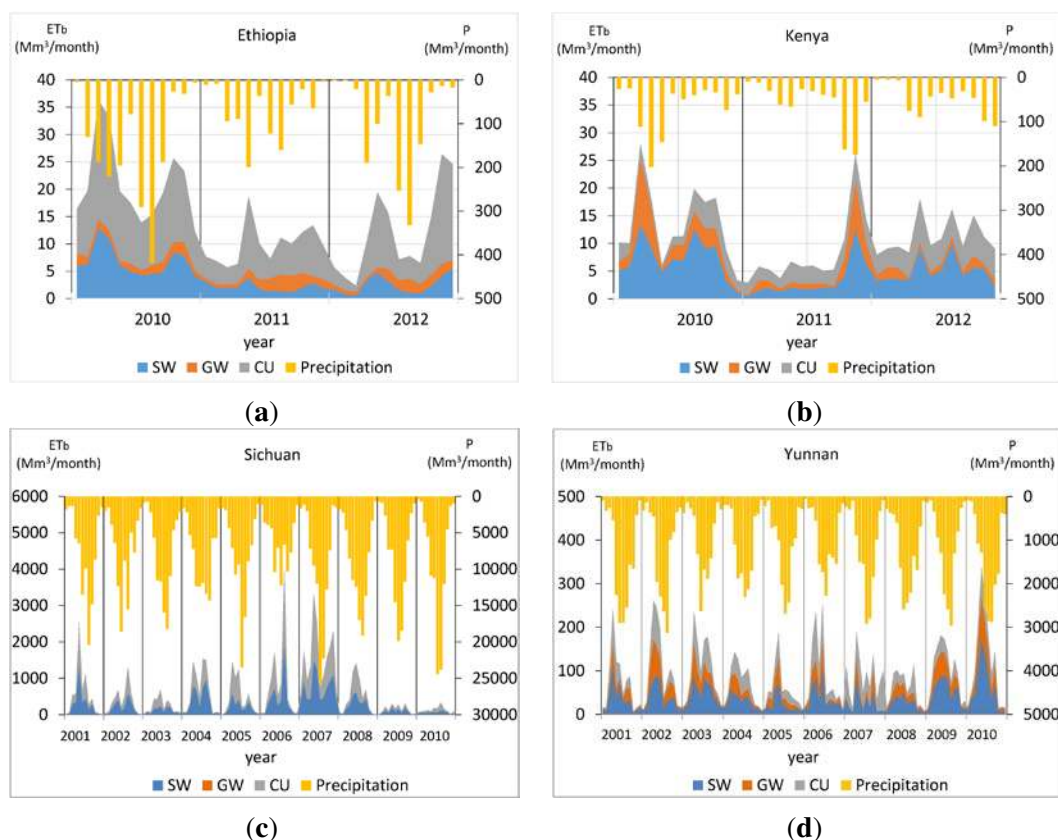 ETb
(Mm³/month)
Ethiopia
P
(Mm³/month)
40
35
30
25
20
15
10
5
0
0
100
200
300
400
500
2010
2011
2012
year
SW GW CU Precipitation
(a)
ETb
(Mm³/month)
Kenya
P
(Mm³/month)
40
35
30
25
20
15
10
5
0
0
100
200
300
400
500
2010
2011
2012
year
SW GW CU Precipitation
(b)
ETb
(Mm³/month)
Sichuan
P
(Mm³/month)
6000
5000
4000
3000
2000
1000
0
0
5000
10000
15000
20000
25000
30000
2001 2002 2003 2004 2005 2006 2007 2008 2009 2010
year
SW GW CU Precipitation
(c)
ETb
(Mm³/month)
Yunnan
P
(Mm³/month)
500
400
300
200
100
0
0
1000
2000
3000
4000
5000
2001 2002 2003 2004 2005 2006 2007 2008 2009 2010
year
SW GW CU Precipitation
(d)